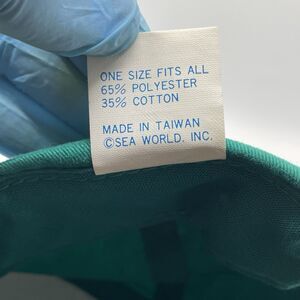 ONE SIZE FITS ALL
65% POLYESTER
35% COTTON
MADE IN TAIWAN
©SEA WORLD. INC.